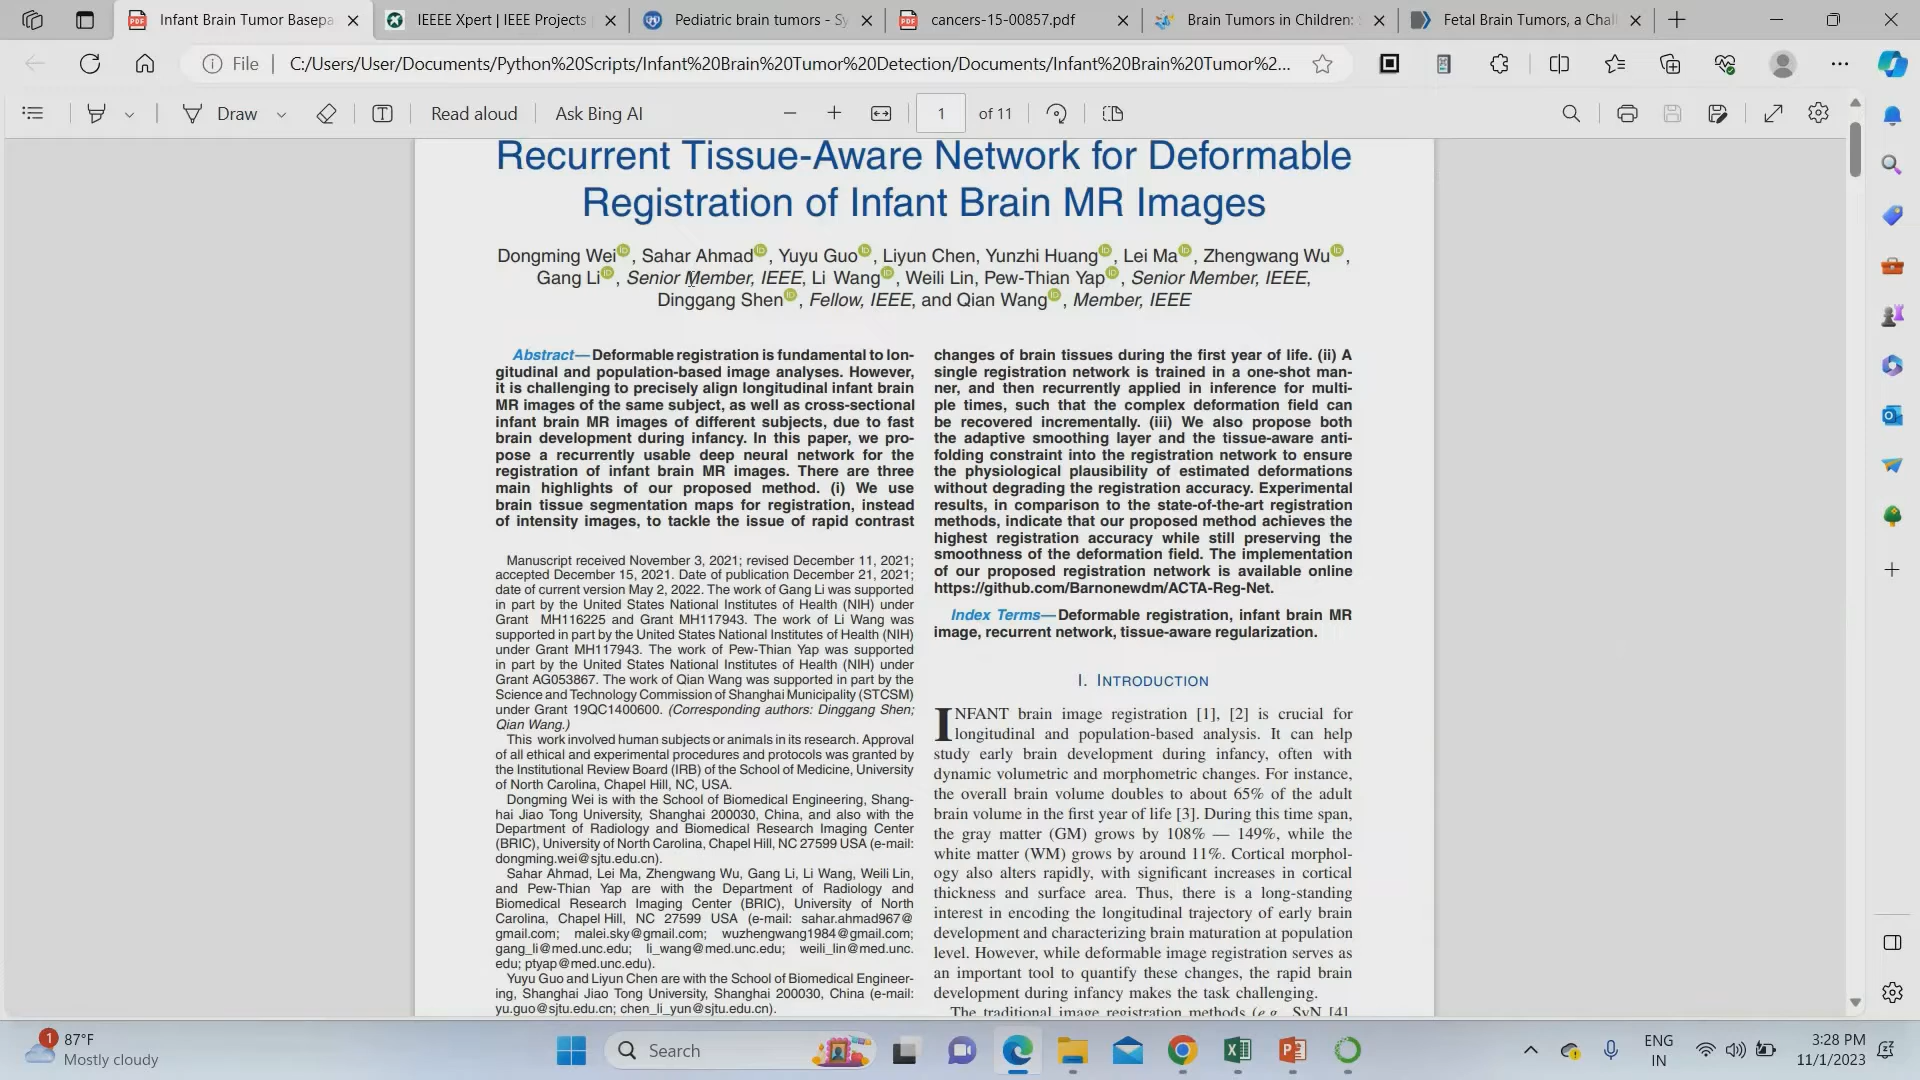 Infant Brain Tumor Basepa
IEEEE Xpert | IEEE Projects
Pediatric brain tumors - Sy
cancers-15-00857.pdf
Brain Tumors in Children:
Fetal Brain Tumors, a Chal
File
C:/Users/User/Documents/Python%20Scripts/Infant%20Brain%20Tumor%20Detection/Documents/Infant%20Brain%20Tumor%2...
Draw
Read aloud
Ask Bing AI
1 of 11
Recurrent Tissue-Aware Network for Deformable
Registration of Infant Brain MR Images
Dongming Wei, Sahar Ahmad, Yuyu Guo, Liyun Chen, Yunzhi Huang, Lei Ma, Zhengwang Wu,
Gang Li, Senior Member, IEEE, Li Wang, Weili Lin, Pew-Thian Yap, Senior Member, IEEE,
Dinggang Shen, Fellow, IEEE, and Qian Wang, Member, IEEE
Abstract—Deformable registration is fundamental to lon-
gitudinal and population-based image analyses. However,
it is challenging to precisely align longitudinal infant brain
MR images of the same subject, as well as cross-sectional
infant brain MR images of different subjects, due to fast
brain development during infancy. In this paper, we pro-
pose a recurrently usable deep neural network for the
registration of infant brain MR images. There are three
main highlights of our proposed method. (i) We use
brain tissue segmentation maps for registration, instead
of intensity images, to tackle the issue of rapid contrast
Manuscript received November 3, 2021; revised December 11, 2021;
accepted December 15, 2021. Date of publication December 21, 2021;
date of current version May 2, 2022. The work of Gang Li was supported
in part by the United States National Institutes of Health (NIH) under
Grant MH116225 and Grant MH117943. The work of Li Wang was
supported in part by the United States National Institutes of Health (NIH)
under Grant MH117943. The work of Pew-Thian Yap was supported
in part by the United States National Institutes of Health (NIH) under
Grant AG053867. The work of Qian Wang was supported in part by the
Science and Technology Commission of Shanghai Municipality (STCSM)
under Grant 19QC1400600. (Corresponding authors: Dinggang Shen;
Qian Wang.)
This work involved human subjects or animals in its research. Approval
of all ethical and experimental procedures and protocols was granted by
the Institutional Review Board (IRB) of the School of Medicine, University
of North Carolina, Chapel Hill, NC, USA.
Dongming Wei is with the School of Biomedical Engineering, Shang-
hai Jiao Tong University, Shanghai 200030, China, and also with the
Department of Radiology and Biomedical Research Imaging Center
(BRIC), University of North Carolina, Chapel Hill, NC 27599 USA (e-mail:
dongming.wei@sjtu.edu.cn).
Sahar Ahmad, Lei Ma, Zhengwang Wu, Gang Li, Li Wang, Weili Lin,
and Pew-Thian Yap are with the Department of Radiology and
Biomedical Research Imaging Center (BRIC), University of North
Carolina, Chapel Hill, NC 27599 USA (e-mail: sahar.ahmad967@
gmail.com; malei.sky@gmail.com; wuzhengwang1984@gmail.com;
gang_li@med.unc.edu; li_wang@med.unc.edu; weili_lin@med.unc.
edu; ptyap@med.unc.edu).
Yuyu Guo and Liyun Chen are with the School of Biomedical Engineer-
ing, Shanghai Jiao Tong University, Shanghai 200030, China (e-mail:
yu.guo@sjtu.edu.cn; chen_li_yun@sjtu.edu.cn).
changes of brain tissues during the first year of life. (ii) A
single registration network is trained in a one-shot man-
ner, and then recurrently applied in inference for multi-
ple times, such that the complex deformation field can
be recovered incrementally. (iii) We also propose both
the adaptive smoothing layer and the tissue-aware anti-
folding constraint into the registration network to ensure
the physiological plausibility of estimated deformations
without degrading the registration accuracy. Experimental
results, in comparison to the state-of-the-art registration
methods, indicate that our proposed method achieves the
highest registration accuracy while still preserving the
smoothness of the deformation field. The implementation
of our proposed registration network is available online
https://github.com/Barnonewdm/ACTA-Reg-Net.
Index Terms—Deformable registration, infant brain MR
image, recurrent network, tissue-aware regularization.
I. INTRODUCTION
INFANT brain image registration [1], [2] is crucial for
longitudinal and population-based analysis. It can help
study early brain development during infancy, often with
dynamic volumetric and morphometric changes. For instance,
the overall brain volume doubles to about 65% of the adult
brain volume in the first year of life [3]. During this time span,
the gray matter (GM) grows by 108% — 149%, while the
white matter (WM) grows by around 11%. Cortical morphol-
ogy also alters rapidly, with significant increases in cortical
thickness and surface area. Thus, there is a long-standing
interest in encoding the longitudinal trajectory of early brain
development and characterizing brain maturation at population
level. However, while deformable image registration serves as
an important tool to quantify these changes, the rapid brain
development during infancy makes the task challenging.
The traditional image registration methods (e.g., SyN [4],
1
87°F
Mostly cloudy
Search
ENG
IN
3:28 PM
11/1/2023